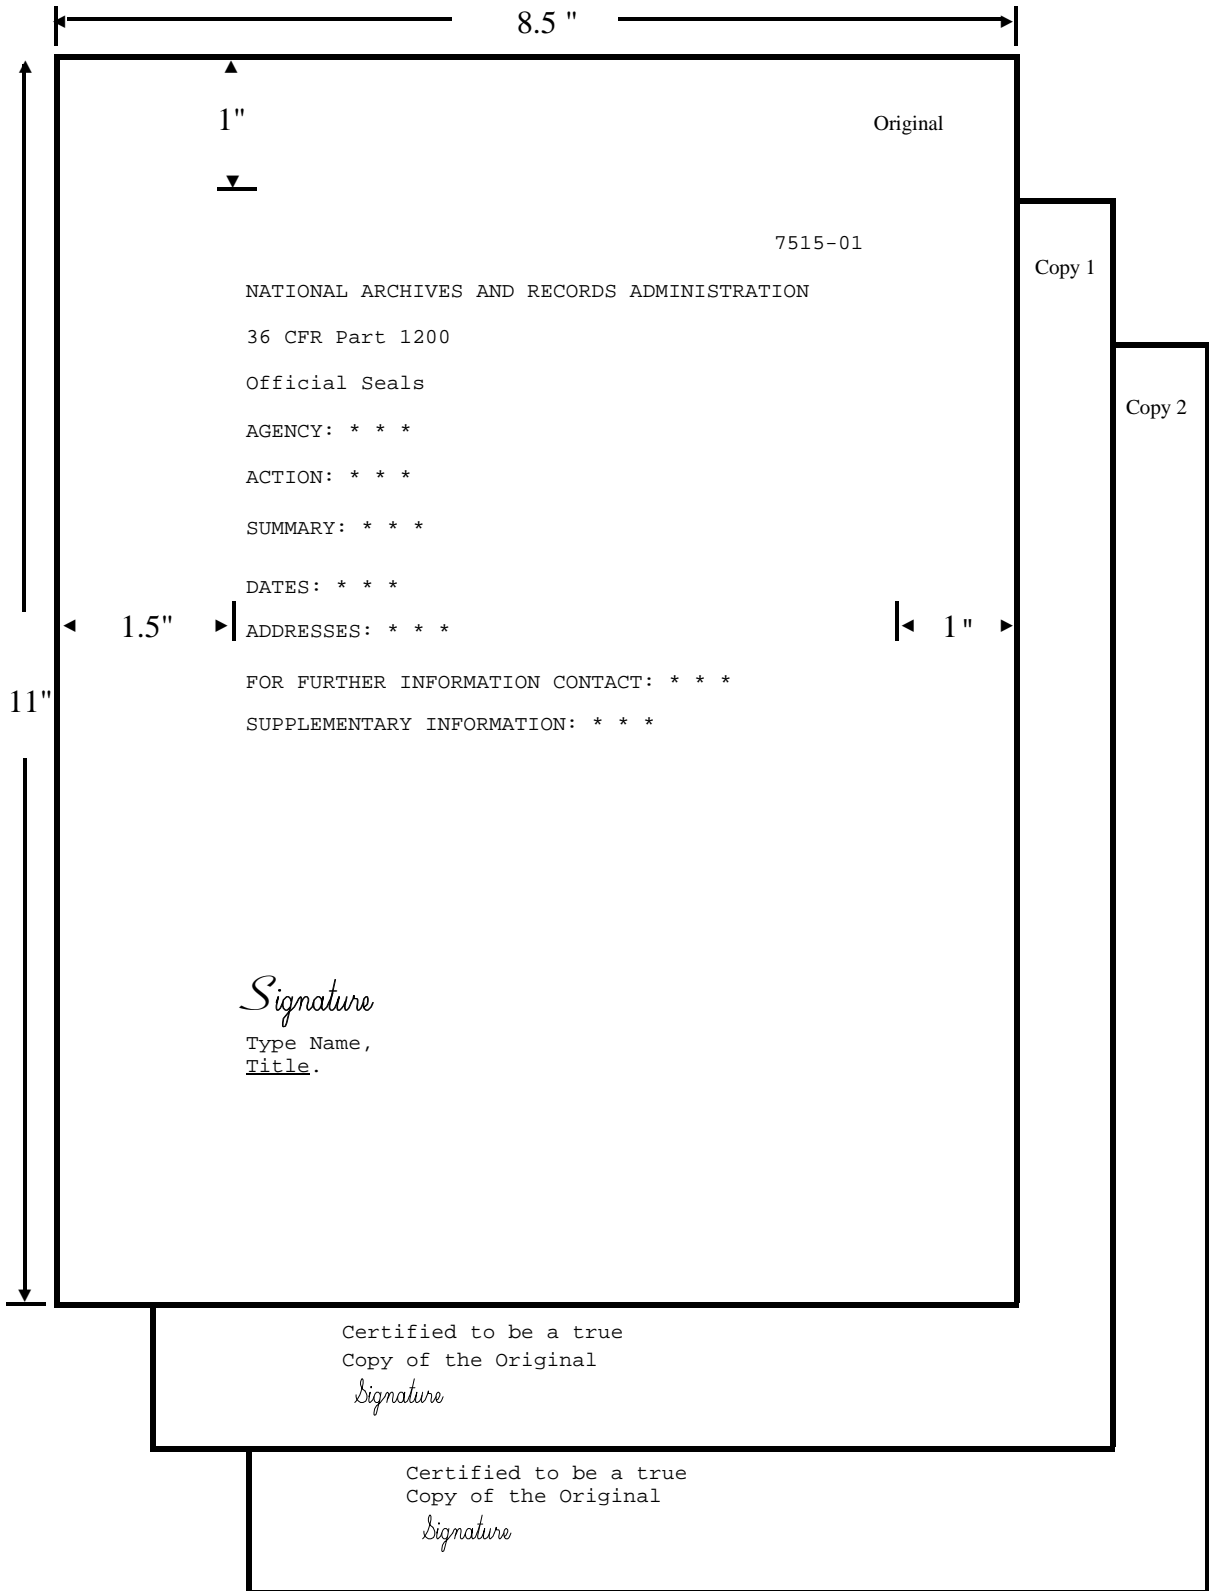 8.5 "
1"
Original
7515-01
Copy 1
NATIONAL ARCHIVES AND RECORDS ADMINISTRATION
36 CFR Part 1200
Official Seals
Copy 2
AGENCY: * * *
ACTION: * * *
SUMMARY: * * *
DATES: * * *
1.5"
ADDRESSES: * * *
1"
FOR FURTHER INFORMATION CONTACT: * * *
11"
SUPPLEMENTARY INFORMATION: * * *
Signature
Type Name,
Title.
Certified to be a true
Copy of the Original
Signature
Certified to be a true
Copy of the Original
Signature